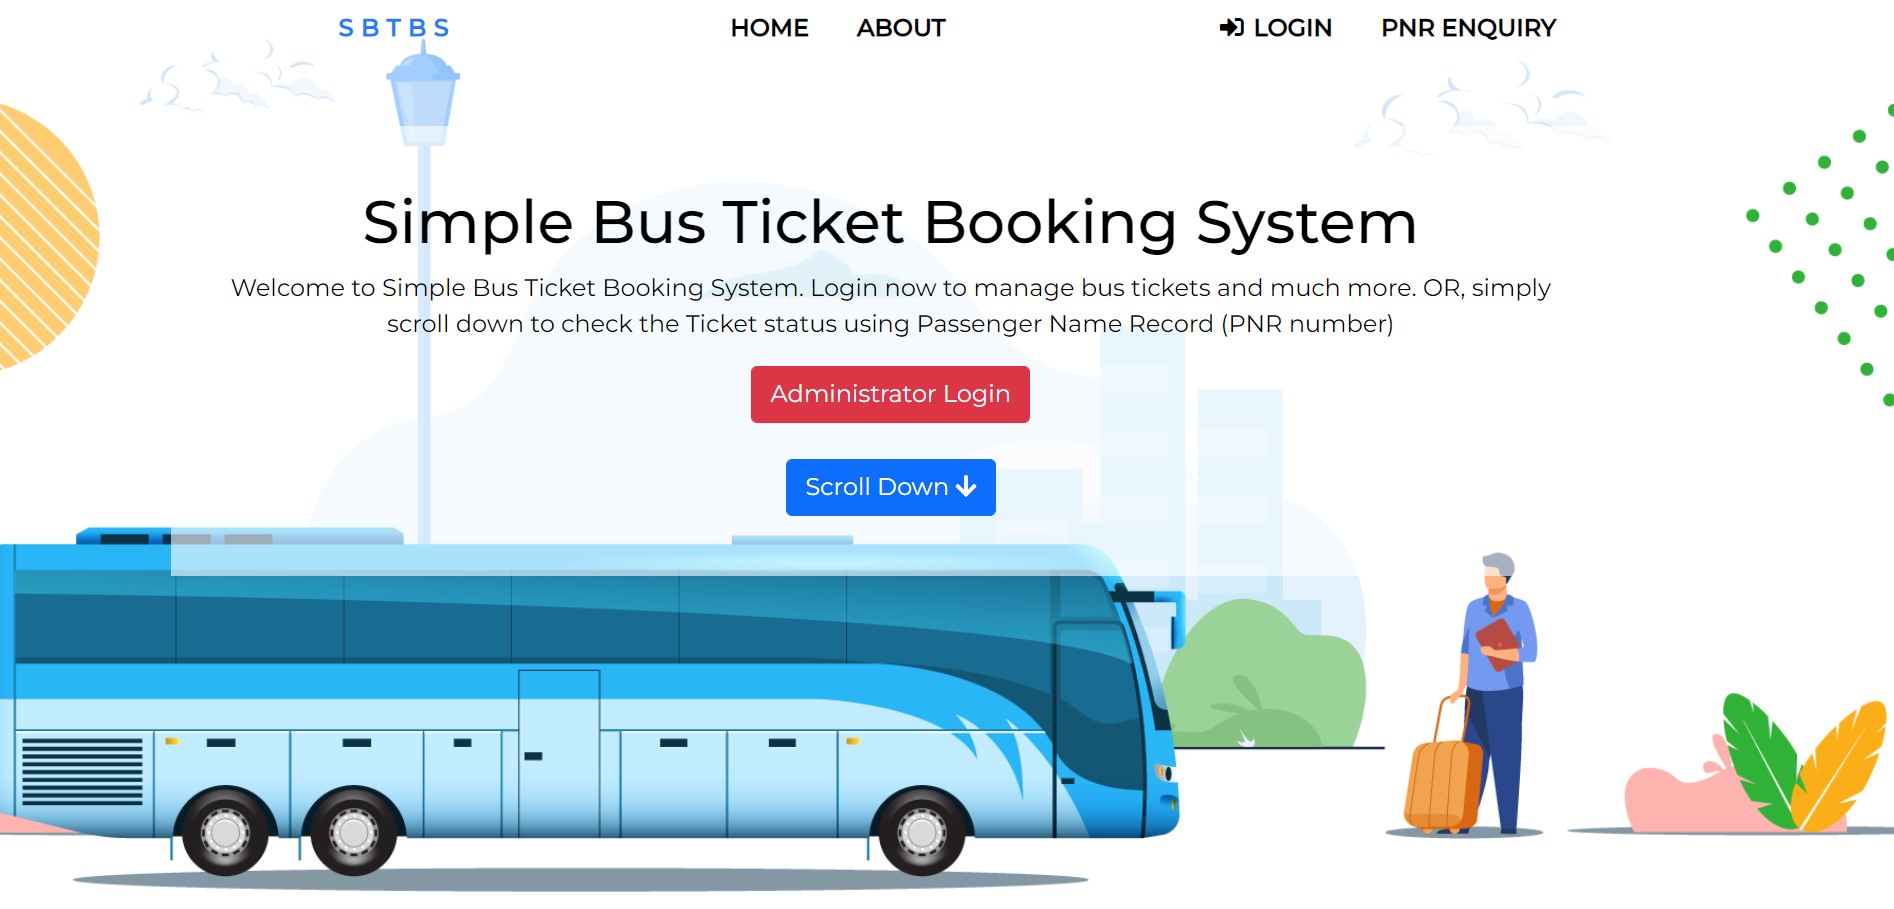 SBTBS
HOME
ABOUT
LOGIN
PNR ENQUIRY
Simple Bus Ticket Booking System
Welcome to Simple Bus Ticket Booking System. Login now to manage bus tickets and much more. OR, simply
scroll down to check the Ticket status using Passenger Name Record (PNR number)
Administrator Login
Scroll Down